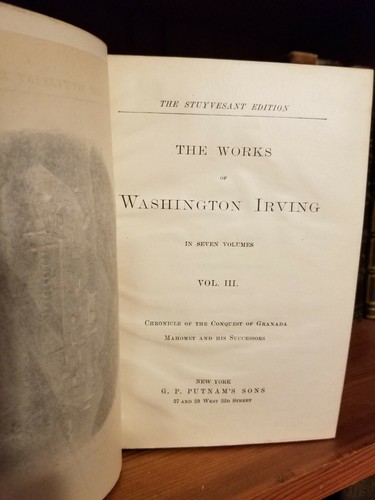 THE STUYVESANT EDITION
THE WORKS
OF
WASHINGTON IRVING
IN SEVEN VOLUMES
VOL. III.
CHRONICLE OF THE CONQUEST OF GRANADA
MAHOMET AND HIS SUCCESSORS
NEW YORK
G. P. PUTNAM'S SONS
27 AND 29 WEST 23D STREET